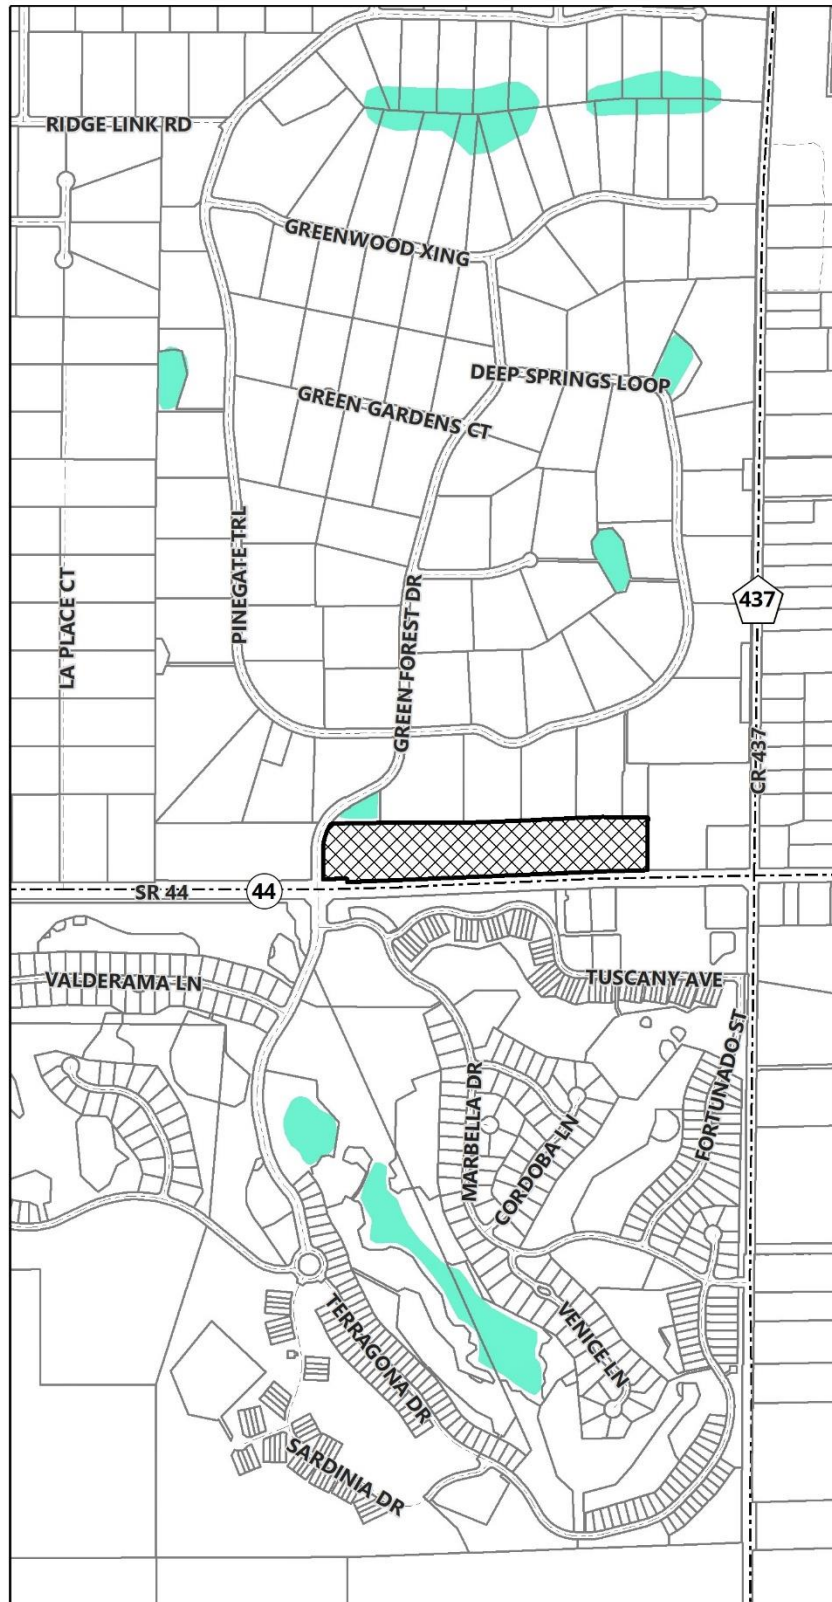 RIDGE LINK RD
GREENWOOD XING
DEEP SPRINGS LOOP
GREEN GARDENS CT
PINEGATE TRL
LA PLACE CT
GREEN FOREST DR
437
CR 437
SR 44
44
VALDERAMA LN
TUSCANY AVE
FORTUNADO ST
MARBELLA DR
CORDOBA LN
VENICE LN
TERRAGONA DR
SARDINIA DR